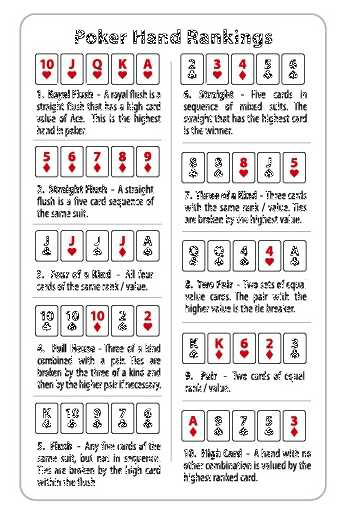 Poker Hand Rankings
10 J Q K A
1. Royal Flush - A royal flush is a
straight flush that has a high card
value of Ace. This is the highest
hand in poker.
5 6 7 8 9
2. Straight Flush - A straight
flush is a five card sequence of
the same suit.
J J J J A
3. Four of a Kind - All four
cards of the same rank / value.
10 10 10 2 2
4. Full House - Three of a kind
combined with a pair. Ties are
broken by the three of a kind and
then by the higher pair if necessary.
K 10 9 7 4
5. Flush - Any five cards of the
same suit, but not in sequence.
Ties are broken by the high card
within the flush
2 3 4 5 6
6. Straight - Five cards in
sequence of mixed suits. The
straight that has the highest card
is the winner.
8 8 8 J 5
7. Three of a Kind - Three cards
with the same rank / value. Ties
are broken by the highest value.
Q Q 4 4 A
8. Two Pair - Two sets of equal
value cards. The pair with the
higher value is the tie breaker.
K K 6 2 3
9. Pair - Two cards of equal
rank / value.
A 9 7 5 3
10. High Card - A hand with no
other combination is valued by the
highest ranked card.